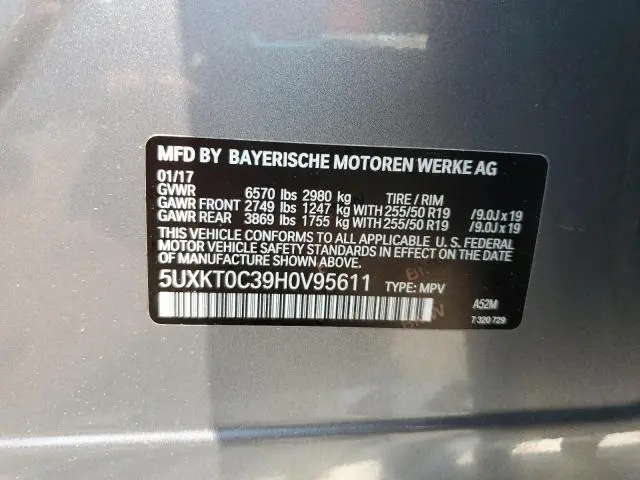 MFD BY BAYERISCHE MOTOREN WERKE AG
01/17
GVWR 6570 lbs 2980 kg TIRE / RIM
GAWR FRONT 2749 lbs 1247 kg WITH 255/50 R19 /9.0J x 19
GAWR REAR 3869 lbs 1755 kg WITH 255/50 R19 /9.0J x 19
THIS VEHICLE CONFORMS TO ALL APPLICABLE U. S. FEDERAL
MOTOR VEHICLE SAFETY STANDARDS IN EFFECT ON THE DATE
OF MANUFACTURE SHOWN ABOVE.
5UXKT0C39H0V95611 TYPE: MPV
A52M
7 320 729